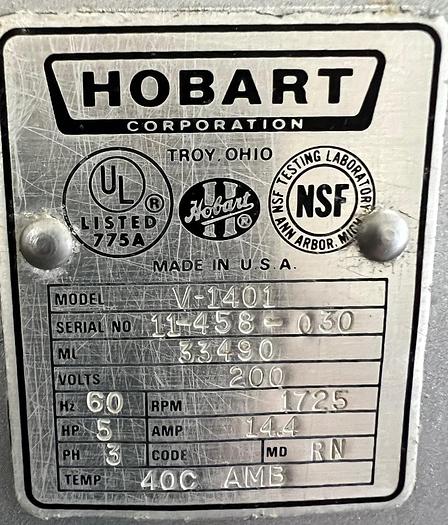 HOBART
CORPORATION
TROY, OHIO
UL ®
LISTED
775A
H
Hobart ®
NSF TESTING LABORATORY
NSF
ANN ARBOR, MICH.
MADE IN U.S.A.
MODEL V-1401
SERIAL NO 11-458-030
ML 33490
VOLTS 200
Hz 60 RPM 1725
HP 5 AMP 14.4
PH 3 CODE MD RN
TEMP 40C AMB